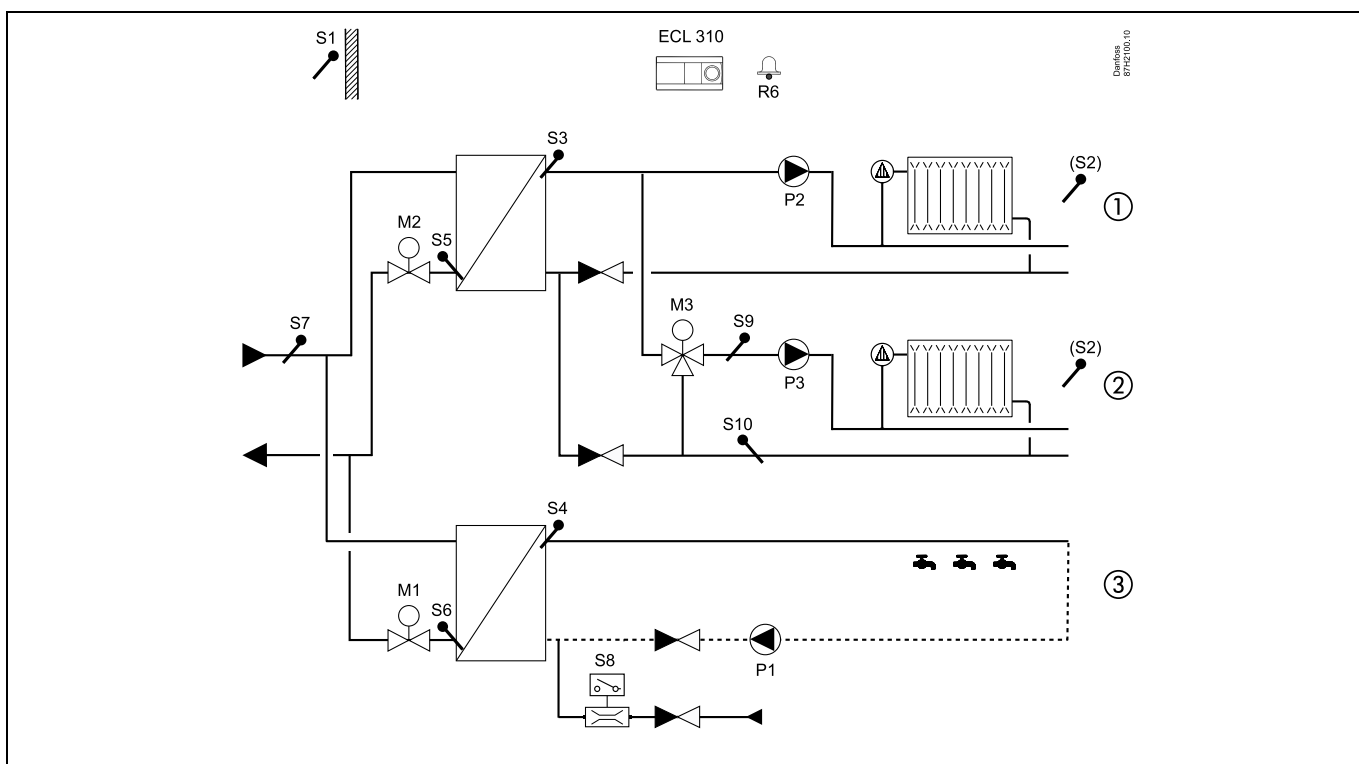 S1
ECL 310
R6
Danfoss
87H2100.10
S3
P2
(S2)
1
M2
S5
S7
M3
S9
P3
(S2)
2
S10
S4
3
M1
S6
P1
S8